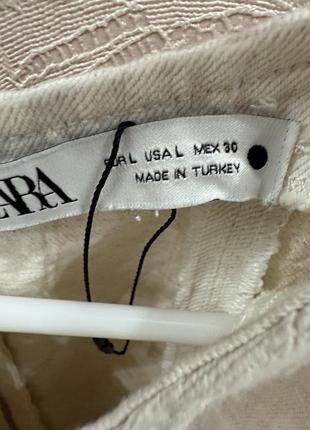 ZARA
EUR L USA L MEX 30
MADE IN TURKEY